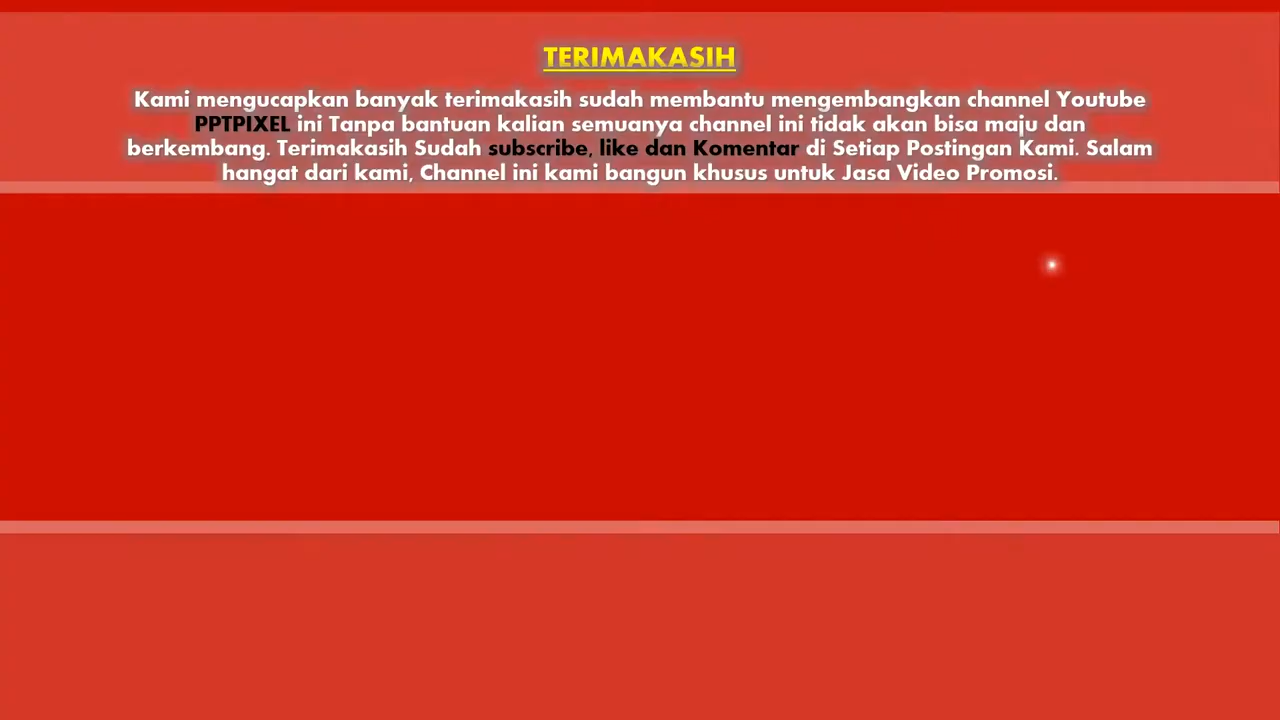 TERIMAKASIH
Kami mengucapkan banyak terimakasih sudah membantu mengembangkan channel Youtube
PPTPIXEL ini Tanpa bantuan kalian semuanya channel ini tidak akan bisa maju dan
berkembang. Terimakasih Sudah subscribe, like dan Komentar di Setiap Postingan Kami. Salam
hangat dari kami, Channel ini kami bangun khusus untuk Jasa Video Promosi.